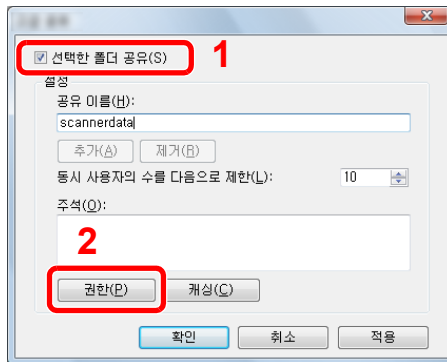 선택한 폴더 공유(S)
1
설정
공유 이름(H):
scannerdata
추가(A) 제거(R)
동시 사용자의 수를 다음으로 제한(L): 10
주석(O):
2
권한(P) 캐싱(C)
확인 취소 적용